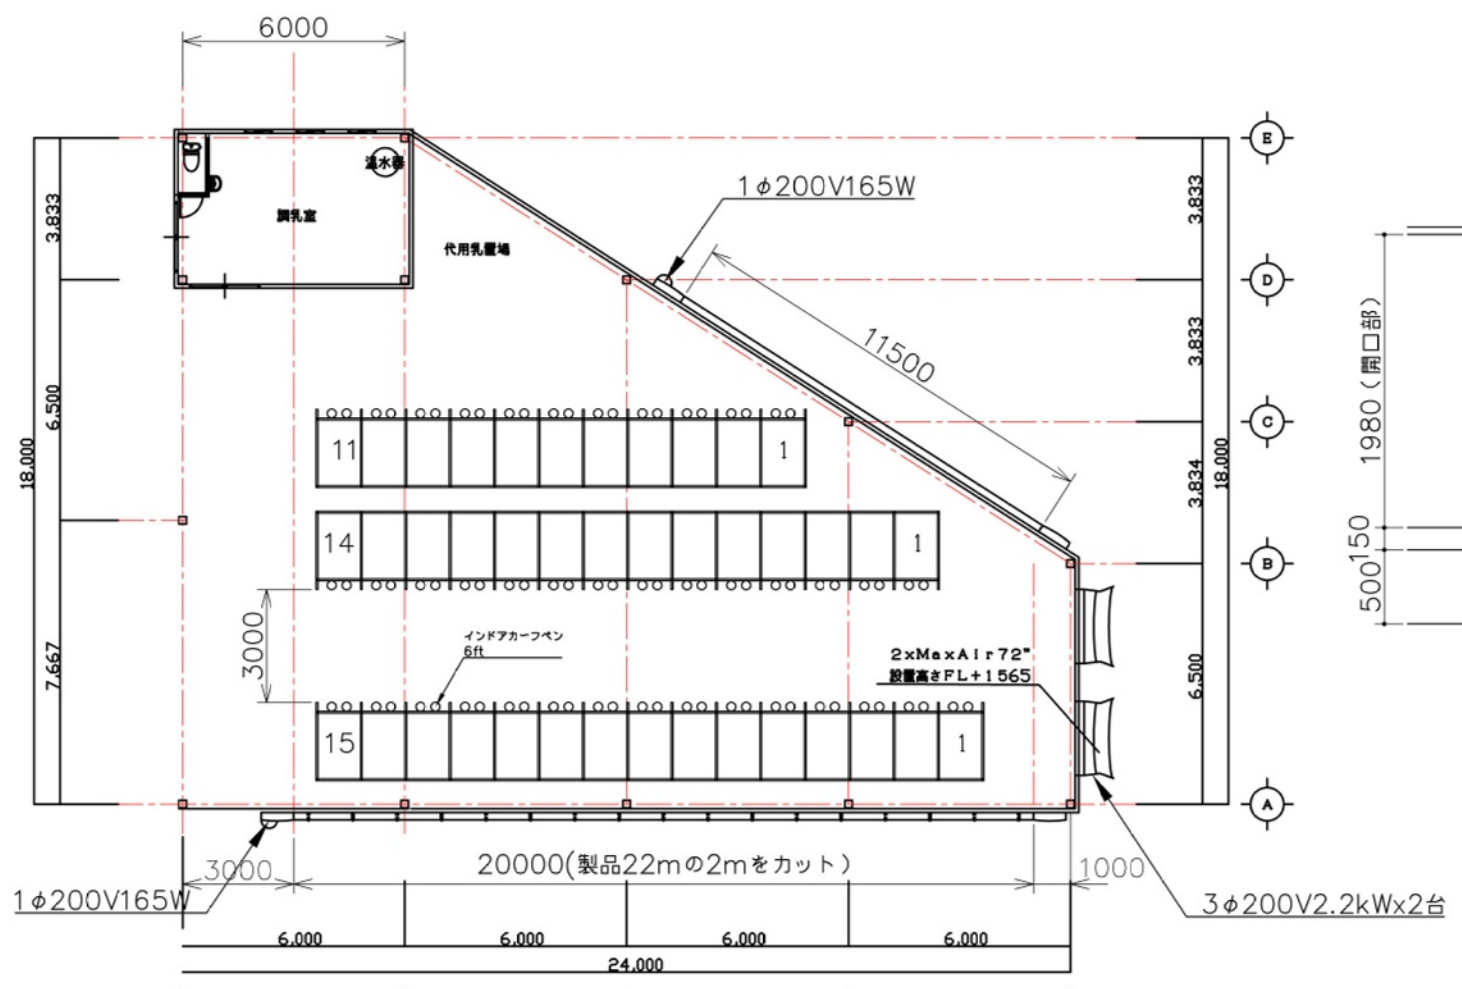 6000
E
温水器
1φ200V165W
調乳室
代用乳置場
3.833
3.833
D
11500
1980(開口部)
3.833
6.500
C
11
1
18.000
18.000
3.834
14
1
150
B
500
3000
インドアカーフペン
6ft
2xMaxAir72"
設置高さFL+1565
7.667
6.500
15
1
A
3000
20000(製品22mの2mをカット)
1000
1φ200V165W
3φ200V2.2kWx2台
6.000
6.000
6.000
6.000
24.000